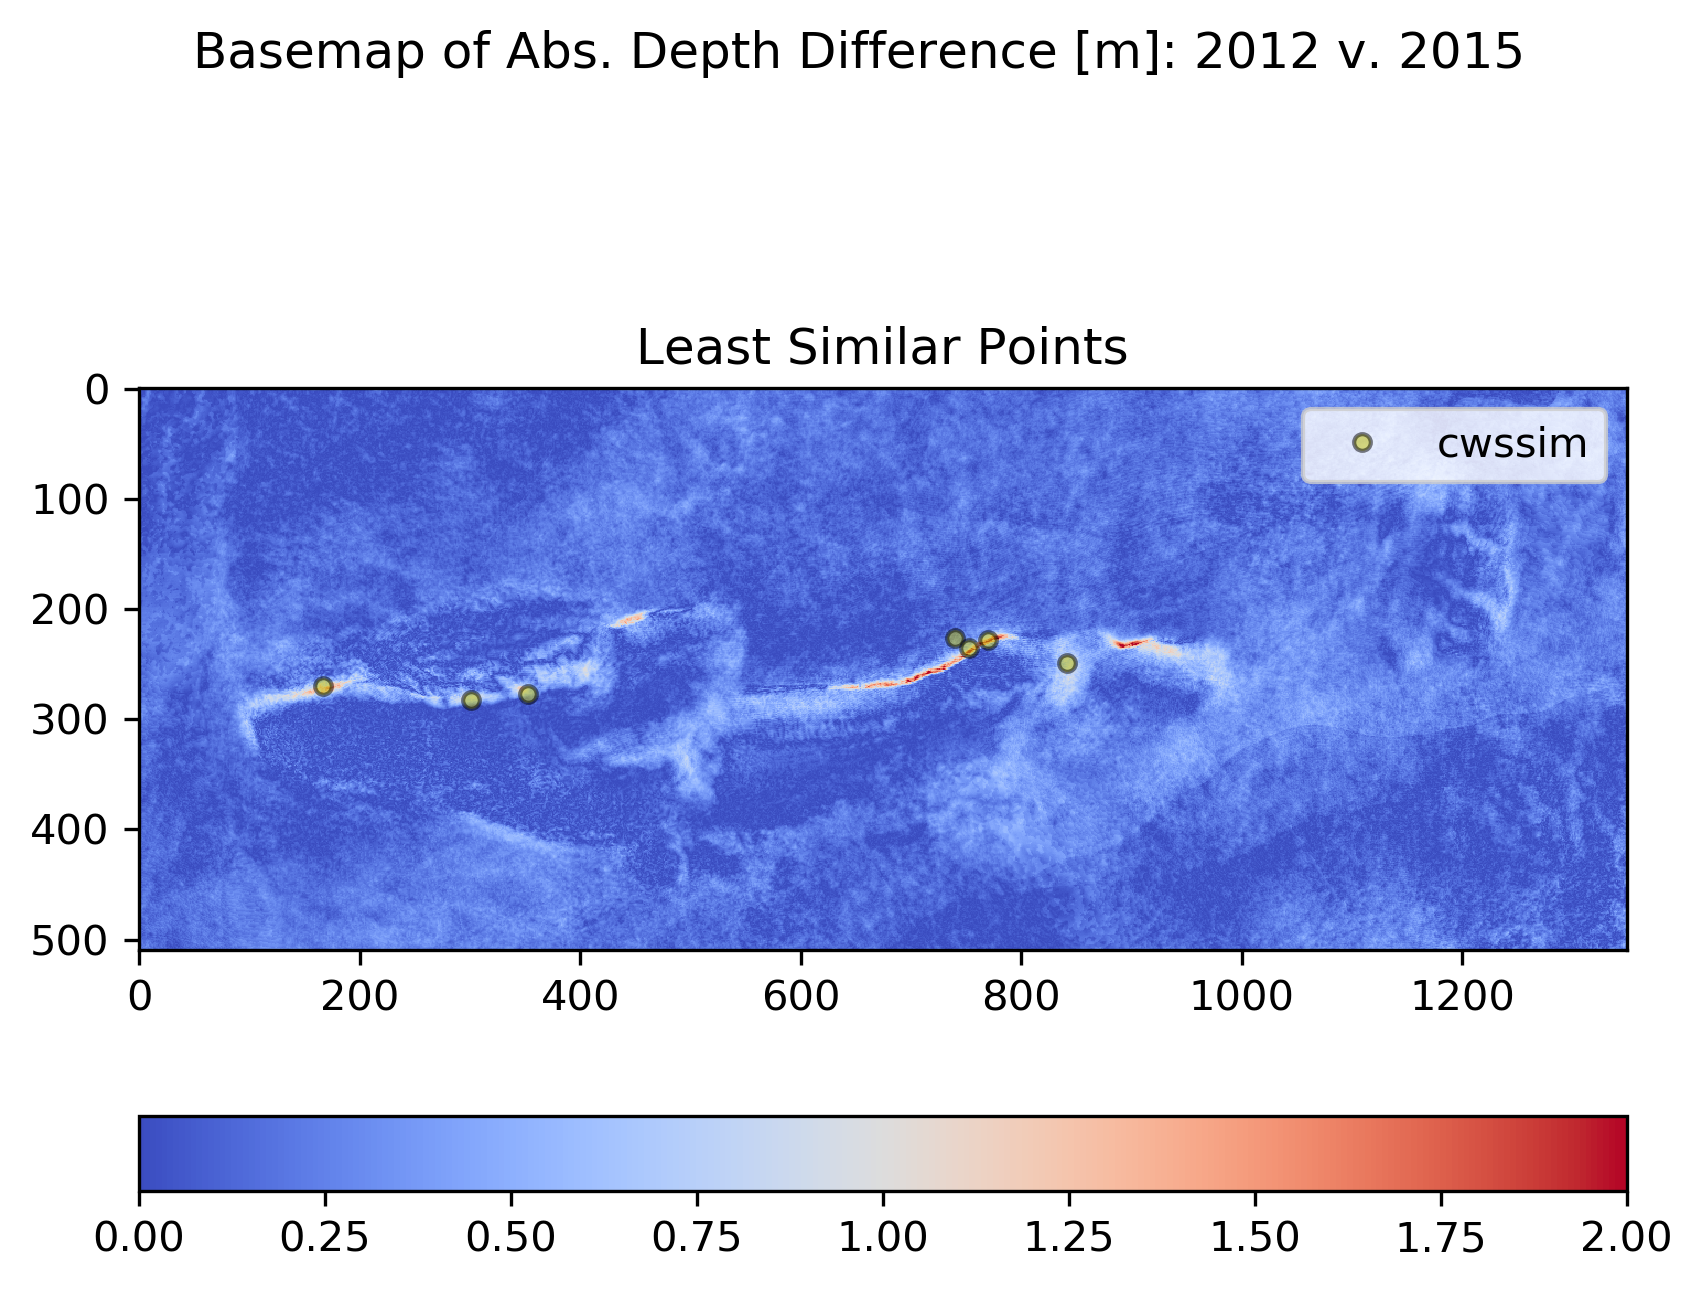 Basemap of Abs. Depth Difference [m]: 2012 v. 2015
Least Similar Points
cwssim
0
100
200
300
400
500
0 200 400 600 800 1000 1200
0.00 0.25 0.50 0.75 1.00 1.25 1.50 1.75 2.00